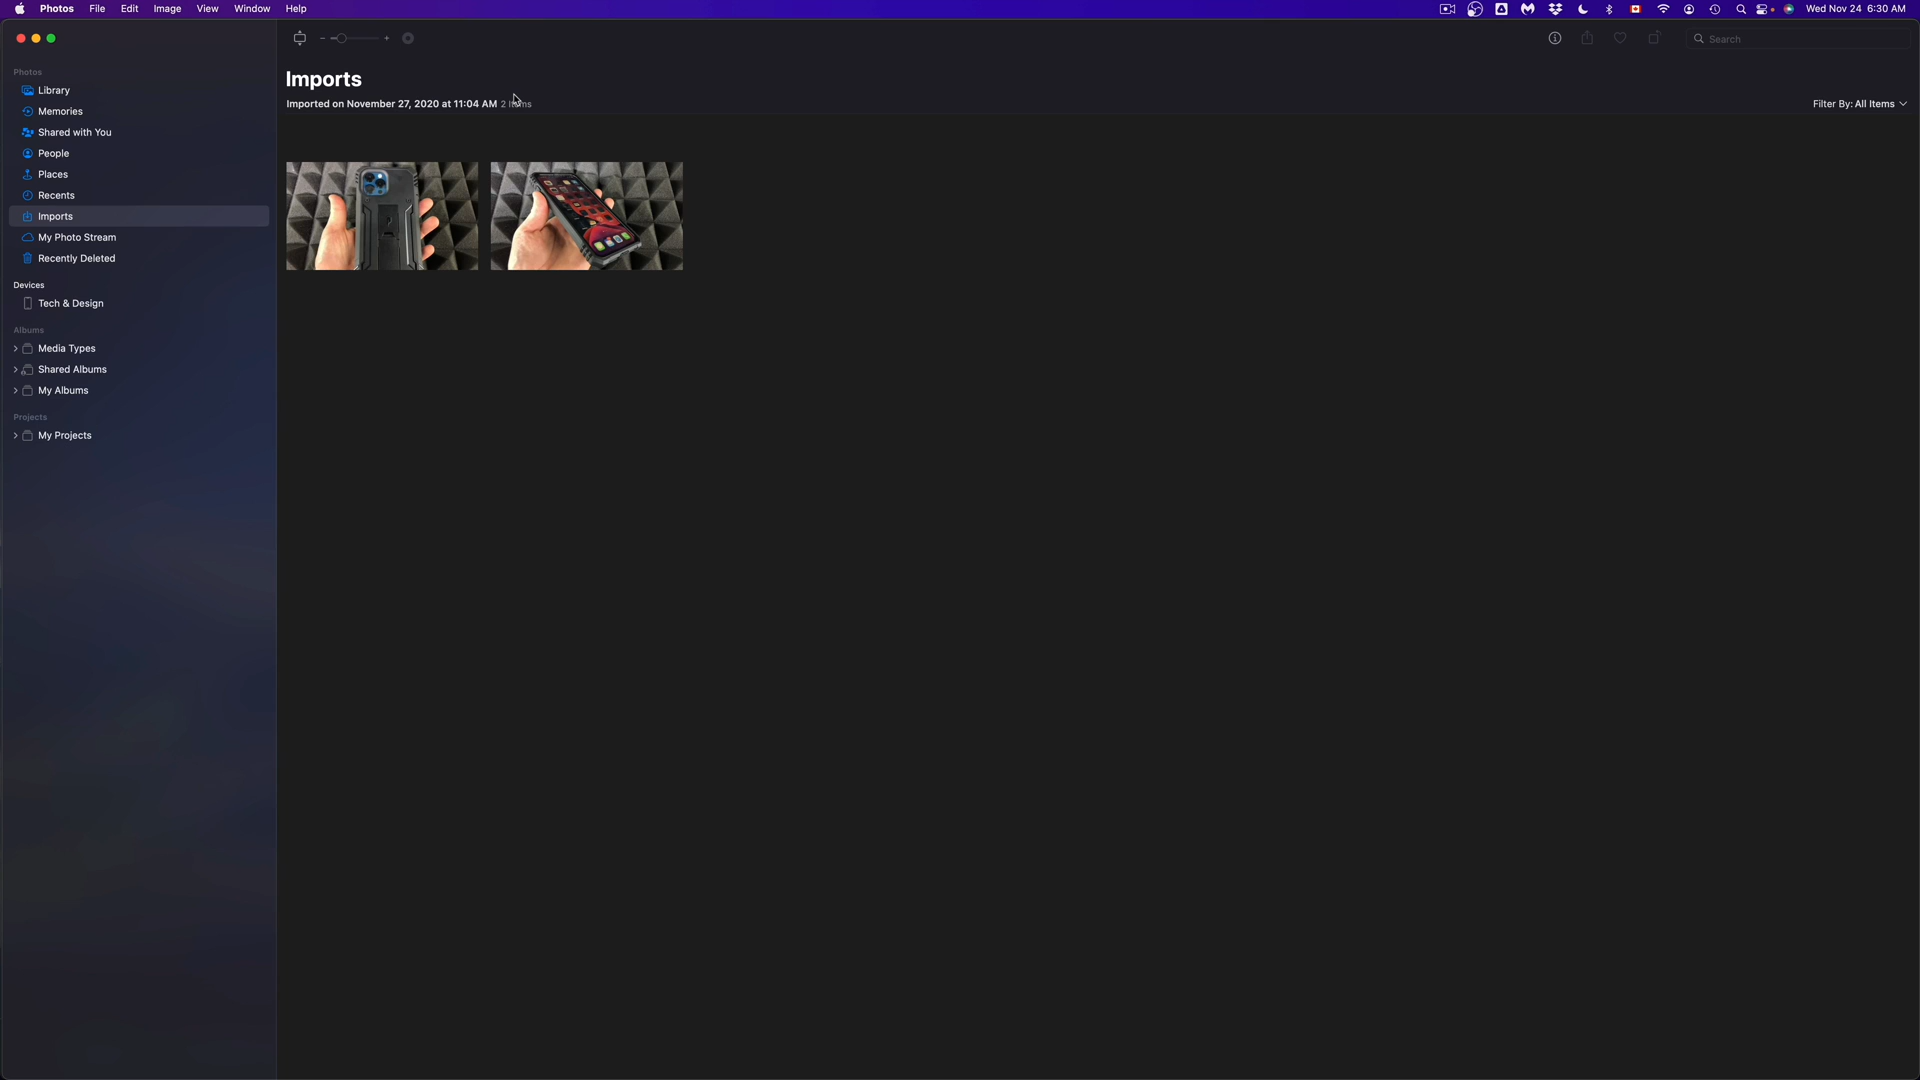 Photos File Edit Image View Window Help
Wed Nov 24 6:30 AM
Search
Photos
Library
Memories
Shared with You
People
Places
Recents
Imports
My Photo Stream
Recently Deleted
Devices
Tech & Design
Albums
Media Types
Shared Albums
My Albums
Projects
My Projects
Imports
Imported on November 27, 2020 at 11:04 AM 2
Filter By: All Items